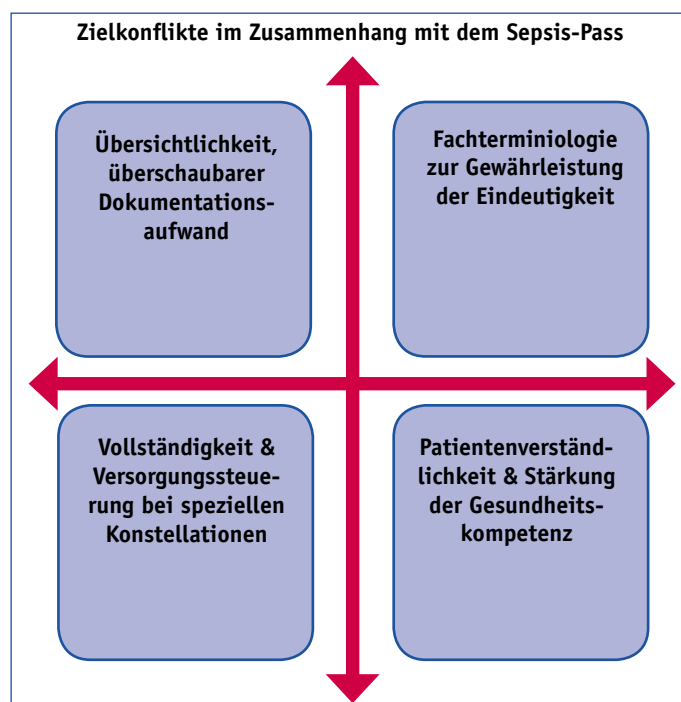 Zielkonflikte im Zusammenhang mit dem Sepsis-Pass
Übersichtlichkeit,
überschaubarer
Dokumentations-
aufwand
Fachterminiologie
zur Gewährleistung
der Eindeutigkeit
Vollständigkeit &
Versorgungssteue-
rung bei speziellen
Konstellationen
Patientenverständ-
lichkeit & Stärkung
der Gesundheits-
kompetenz